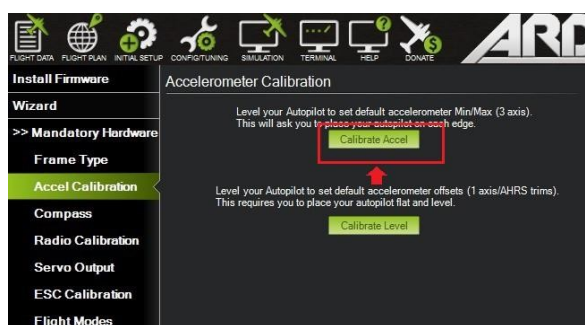 FLIGHT DATA FLIGHT PLAN INITIAL SETUP CONFIG/TUNING SIMULATION TERMINAL HELP DONATE
ARD
Install Firmware
Accelerometer Calibration
Wizard
Level your Autopilot to set default accelerometer Min/Max (3 axis).
This will ask you to place your autopilot on each edge.
>> Mandatory Hardware
Calibrate Accel
Frame Type
Accel Calibration
Level your Autopilot to set default accelerometer offsets (1 axis/AHRS trims).
This requires you to place your autopilot flat and level.
Compass
Calibrate Level
Radio Calibration
Servo Output
ESC Calibration
Flight Modes